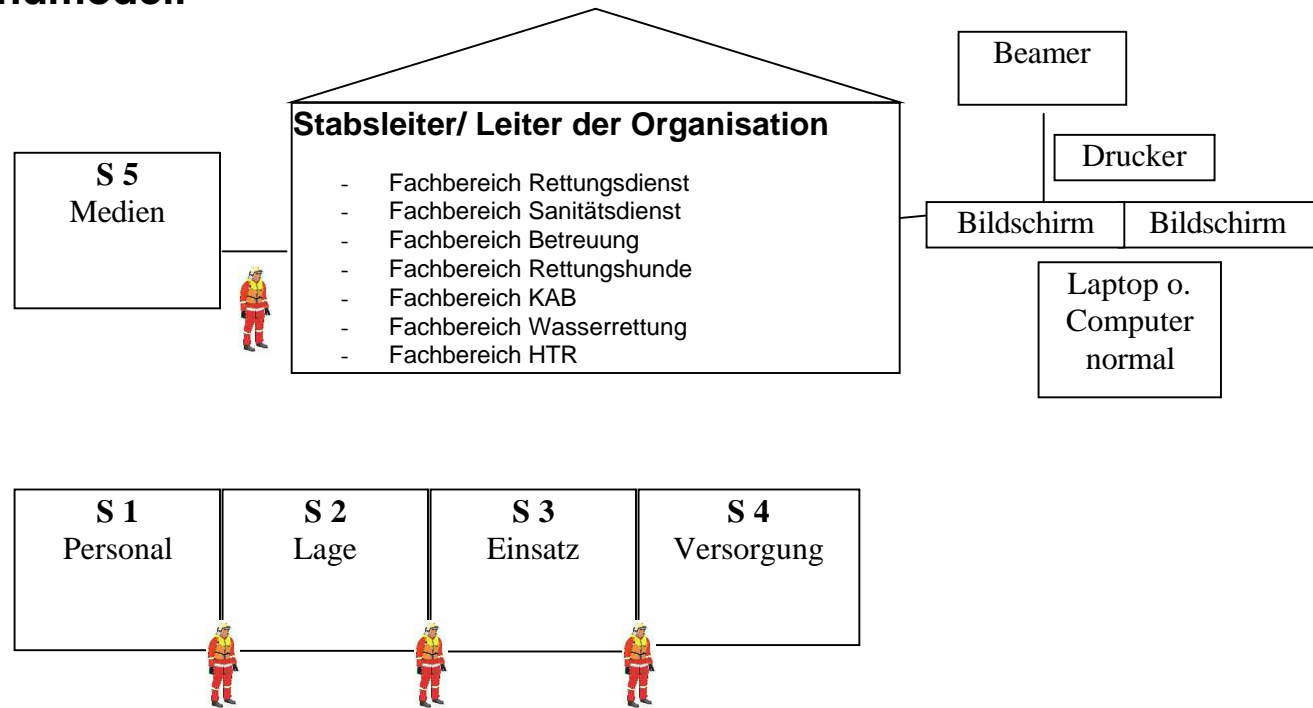 Beamer
Stabsleiter/ Leiter der Organisation
Drucker
S 5
Medien
- Fachbereich Rettungsdienst
- Fachbereich Sanitätsdienst
- Fachbereich Betreuung
- Fachbereich Rettungshunde
- Fachbereich KAB
- Fachbereich Wasserrettung
- Fachbereich HTR
Bildschirm Bildschirm
Laptop o.
Computer
normal
S 1
Personal
S 2
Lage
S 3
Einsatz
S 4
Versorgung